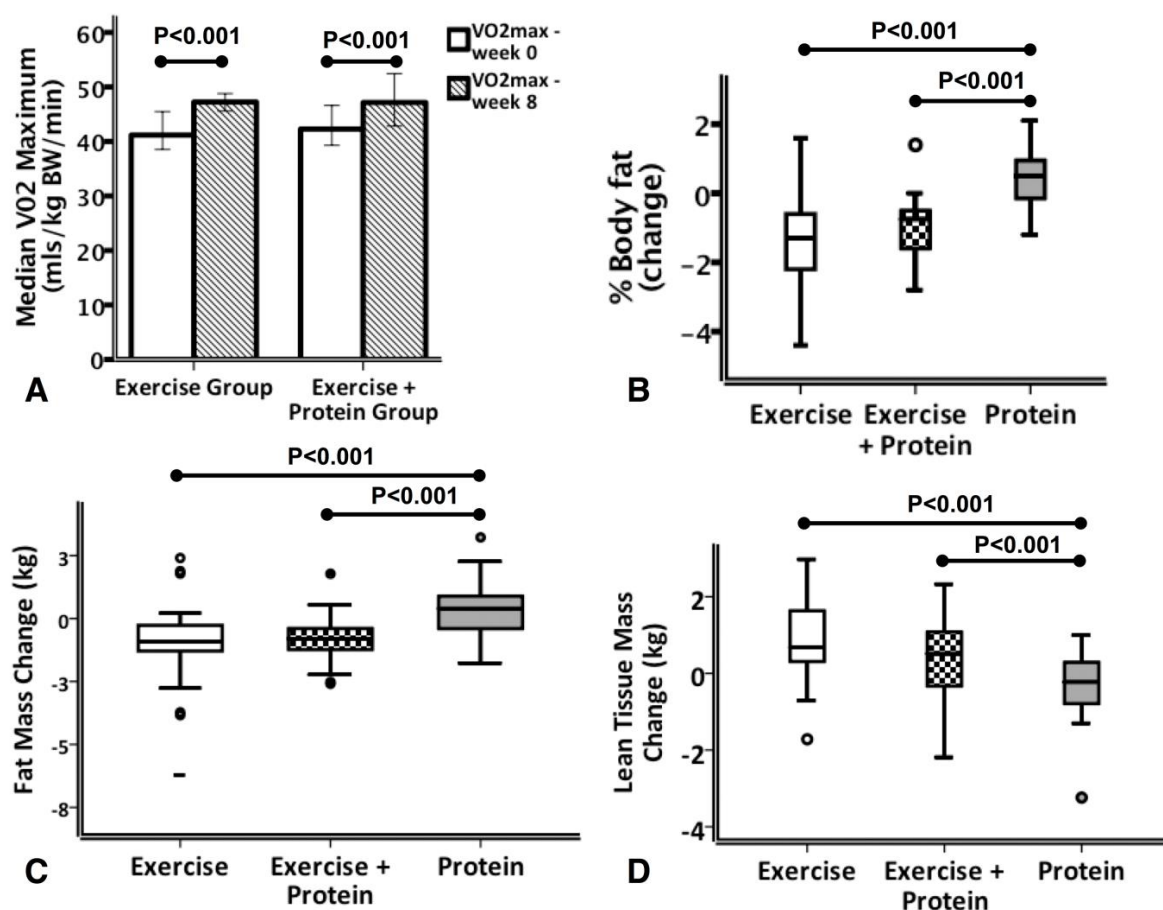 P<0.001
P<0.001
VO2max -
week 0
VO2max -
week 8
Median VO2 Maximum
(mls/kg BW/min)
60
50
40
30
20
10
0
Exercise Group
Exercise +
Protein Group
A
P<0.001
P<0.001
% Body fat
(change)
2
0
−2
−4
Exercise
Exercise
+ Protein
Protein
B
P<0.001
P<0.001
Fat Mass Change (kg)
3
0
-3
-5
-8
Exercise
Exercise +
Protein
Protein
C
P<0.001
P<0.001
Lean Tissue Mass
Change (kg)
2
0
−2
−4
Exercise
Exercise +
Protein
Protein
D